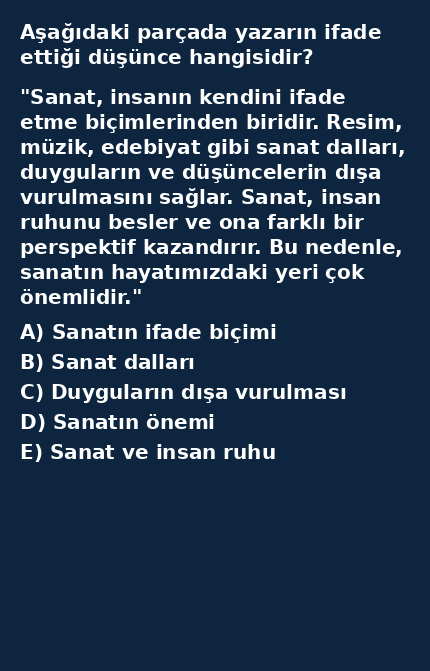 Aşağıdaki parçada yazarın ifade
ettiği düşünce hangisidir?
"Sanat, insanın kendini ifade
etme biçimlerinden biridir. Resim,
müzik, edebiyat gibi sanat dalları,
duyguların ve düşüncelerin dışa
vurulmasını sağlar. Sanat, insan
ruhunu besler ve ona farklı bir
perspektif kazandırır. Bu nedenle,
sanatın hayatımızdaki yeri çok
önemlidir."
A) Sanatın ifade biçimi
B) Sanat dalları
C) Duyguların dışa vurulması
D) Sanatın önemi
E) Sanat ve insan ruhu